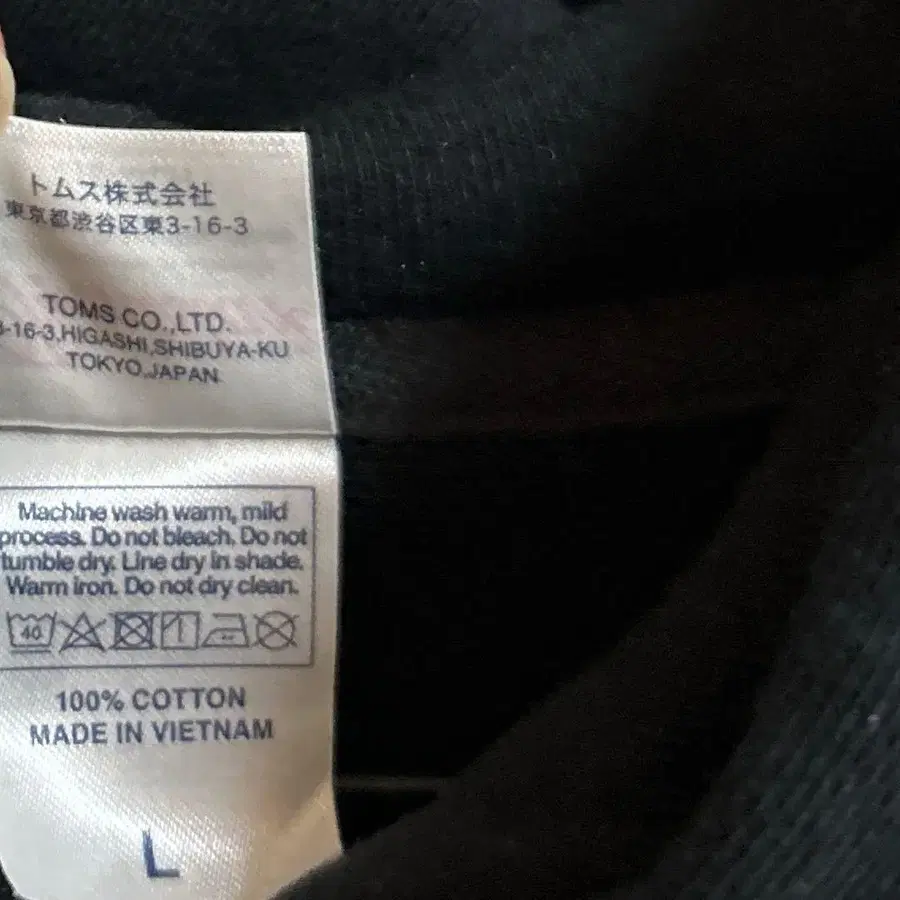 トムス株式会社
東京都渋谷区東3-16-3
TOMS CO.,LTD.
3-16-3,HIGASHI,SHIBUYA-KU
TOKYO,JAPAN
Machine wash warm, mild
process. Do not bleach. Do not
tumble dry. Line dry in shade.
Warm iron. Do not dry clean.
40
100% COTTON
MADE IN VIETNAM
L